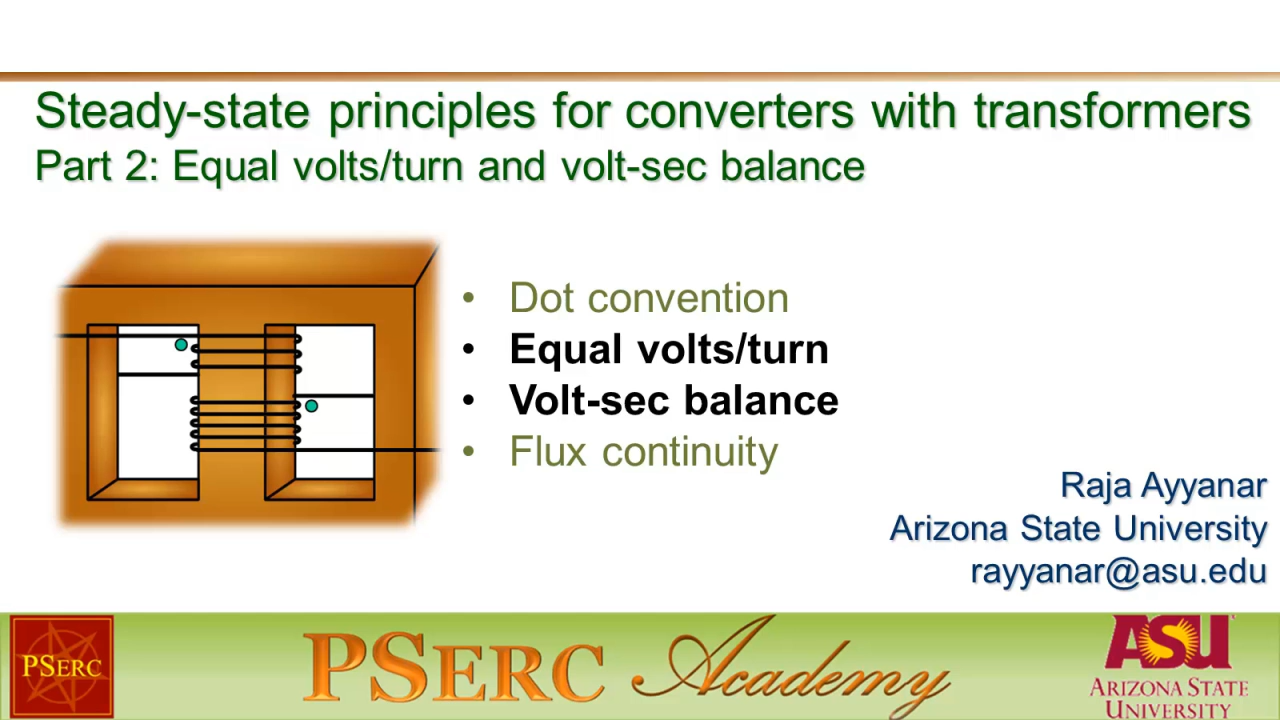 Steady-state principles for converters with transformers
Part 2: Equal volts/turn and volt-sec balance
• Dot convention
• Equal volts/turn
• Volt-sec balance
• Flux continuity
Raja Ayyanar
Arizona State University
rayyanar@asu.edu
PSERC
PSERC Academy
ASU
ARIZONA STATE
UNIVERSITY